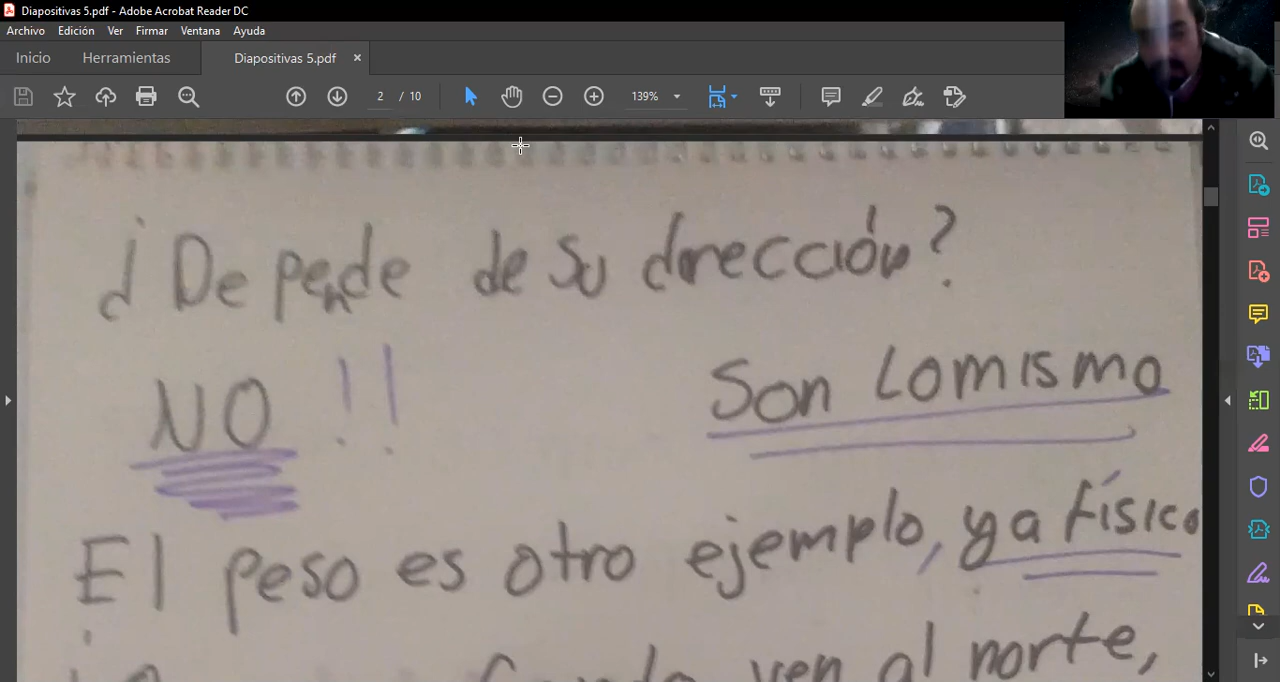 Diapositivas 5.pdf - Adobe Acrobat Reader DC
Archivo Edición Ver Firmar Ventana Ayuda
Inicio Herramientas Diapositivas 5.pdf ×
2 / 10 139%
¿Depende de Su dirección?
NO!!
Son Lo mismo
El peso es otro ejemplo, ya físico
ven al norte,